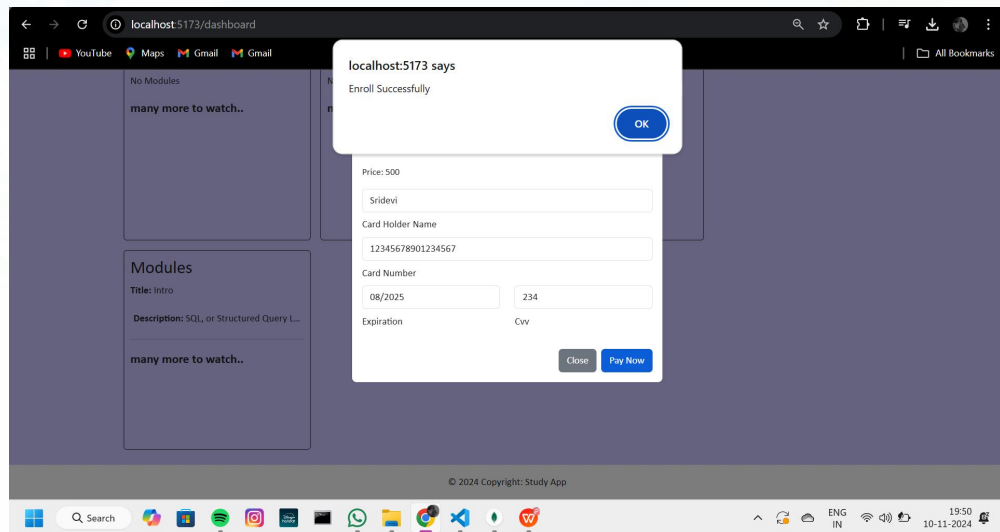 localhost:5173/dashboard
YouTube Maps Gmail Gmail All Bookmarks
localhost:5173 says
Enroll Successfully
OK
No Modules
many more to watch..
Price: 500
Sridevi
Card Holder Name
12345678901234567
Card Number
08/2025 234
Expiration Cvv
Close Pay Now
Modules
Title: Intro
Description: SQL, or Structured Query L...
many more to watch..
© 2024 Copyright: Study App
Search ENG 19:50
IN 10-11-2024